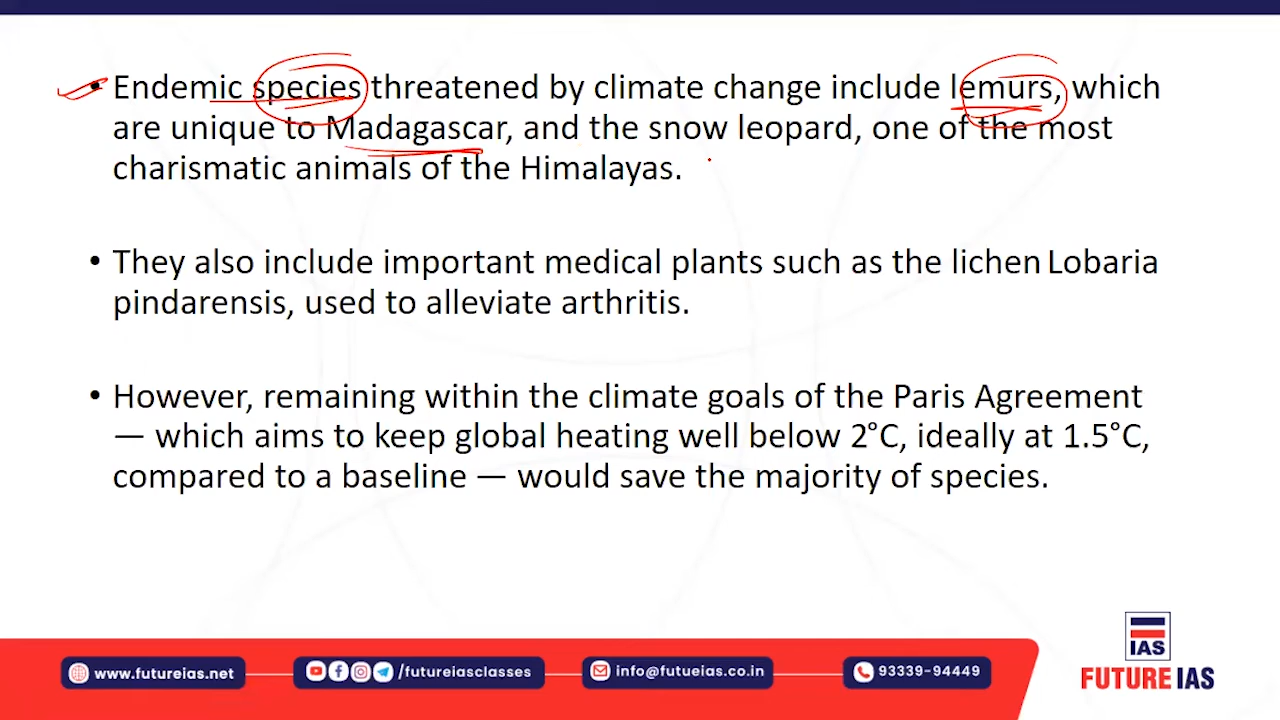 • Endemic species threatened by climate change include lemurs, which
are unique to Madagascar, and the snow leopard, one of the most
charismatic animals of the Himalayas.
• They also include important medical plants such as the lichen Lobaria
pindarensis, used to alleviate arthritis.
• However, remaining within the climate goals of the Paris Agreement
— which aims to keep global heating well below 2°C, ideally at 1.5°C,
compared to a baseline — would save the majority of species.
www.futureias.net
/futureiasclasses
info@futueias.co.in
93339-94449
IAS
FUTURE IAS